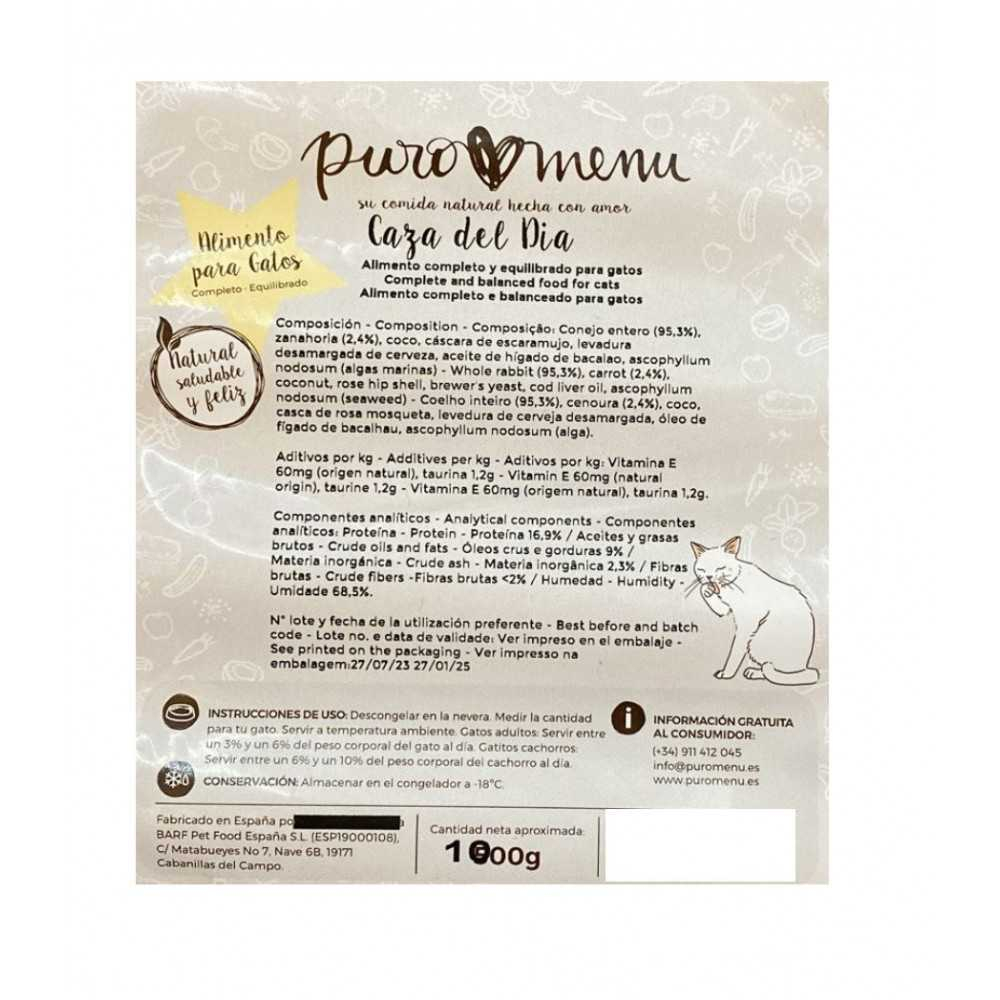 puro menu
su comida natural hecha con amor
Caza del Dia
Alimento
para Gatos
Completo · Equilibrado
Alimento completo y equilibrado para gatos
Complete and balanced food for cats
Alimento completo e balanceado para gatos
Natural
saludable
y feliz
Composición - Composition - Composição: Conejo entero (95,3%),
zanahoria (2,4%), coco, cáscara de escaramujo, levadura
desamargada de cerveza, aceite de hígado de bacalao, ascophyllum
nodosum (algas marinas) - Whole rabbit (95,3%), carrot (2,4%),
coconut, rose hip shell, brewer's yeast, cod liver oil, ascophyllum
nodosum (seaweed) - Coelho inteiro (95,3%), cenoura (2,4%), coco,
casca de rosa mosqueta, levedura de cerveja desamargada, óleo de
fígado de bacalhau, ascophyllum nodosum (alga).
Aditivos por kg - Additives per kg - Aditivos por kg: Vitamina E
60mg (origen natural), taurina 1,2g - Vitamin E 60mg (natural
origin), taurine 1,2g - Vitamina E 60mg (origem natural), taurina 1,2g.
Componentes analíticos - Analytical components - Componentes
analíticos: Proteína - Protein - Proteína 16,9% / Aceites y grasas
brutos - Crude oils and fats - Óleos crus e gorduras 9% /
Materia inorgánica - Crude ash - Materia inorgânica 2,3% / Fibras
brutas - Crude fibers -Fibras brutas <2% / Humedad - Humidity -
Umidade 68,5%.
Nº lote y fecha de la utilización preferente - Best before and batch
code - Lote no. e data de validade: Ver impreso en el embalaje -
See printed on the packaging - Ver impresso na
embalagem:27/07/23 27/01/25
INSTRUCCIONES DE USO: Descongelar en la nevera. Medir la cantidad
para tu gato. Servir a temperatura ambiente. Gatos adultos: Servir entre
un 3% y un 6% del peso corporal del gato al día. Gatitos cachorros:
Servir entre un 6% y un 10% del peso corporal del cachorro al día.
CONSERVACIÓN: Almacenar en el congelador a -18ºC.
i
INFORMACIÓN GRATUITA
AL CONSUMIDOR:
(+34) 911 412 045
info@puromenu.es
www.puromenu.es
Fabricado en España po
BARF Pet Food España S.L. (ESP19000108),
C/ Matabueyes No 7, Nave 6B, 19171
Cabanillas del Campo.
Cantidad neta aproximada: